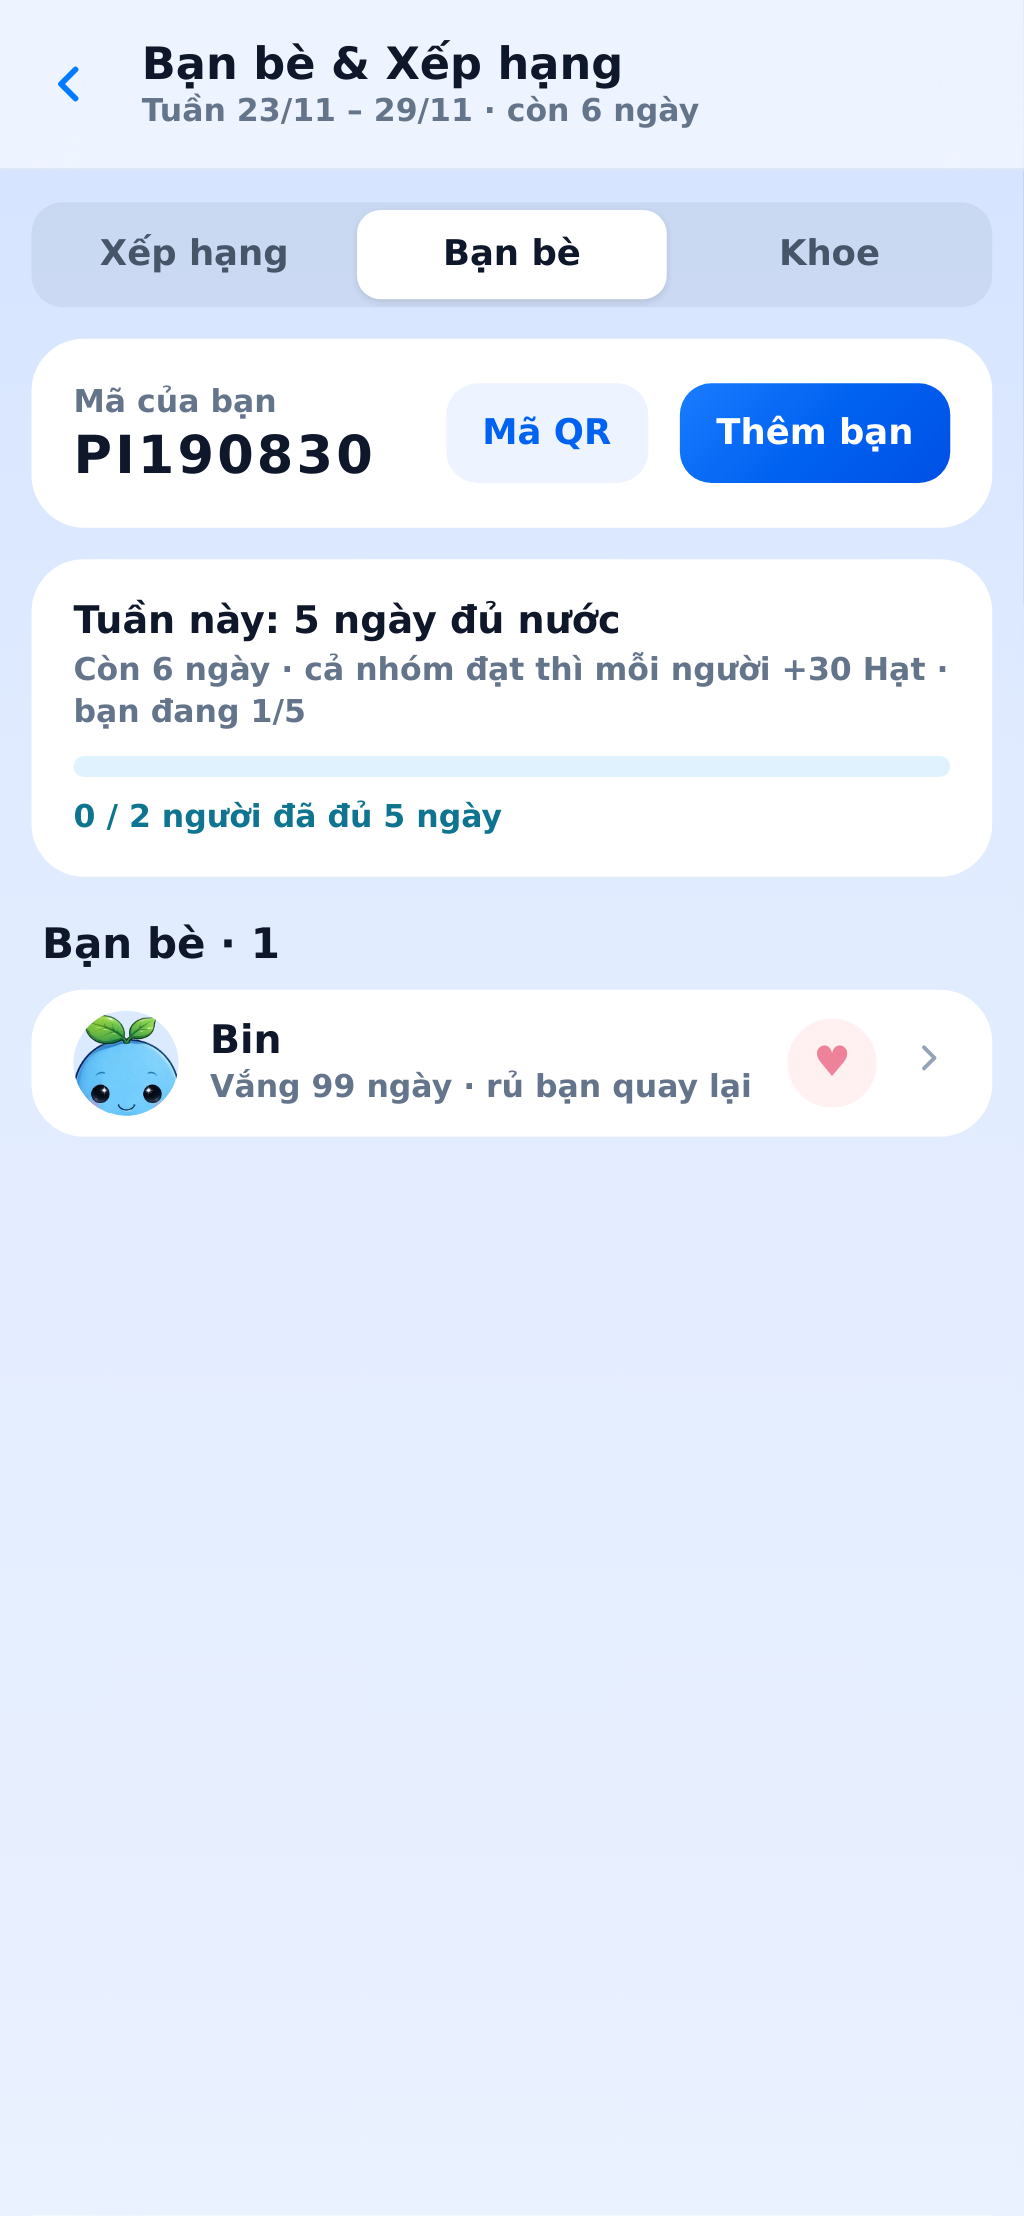 Bạn bè & Xếp hạng
Tuần 23/11 – 29/11 · còn 6 ngày
Xếp hạng
Bạn bè
Khoe
Mã của bạn
PI190830
Mã QR
Thêm bạn
Tuần này: 5 ngày đủ nước
Còn 6 ngày · cả nhóm đạt thì mỗi người +30 Hạt ·
bạn đang 1/5
0 / 2 người đã đủ 5 ngày
Bạn bè · 1
Bin
Vắng 99 ngày · rủ bạn quay lại